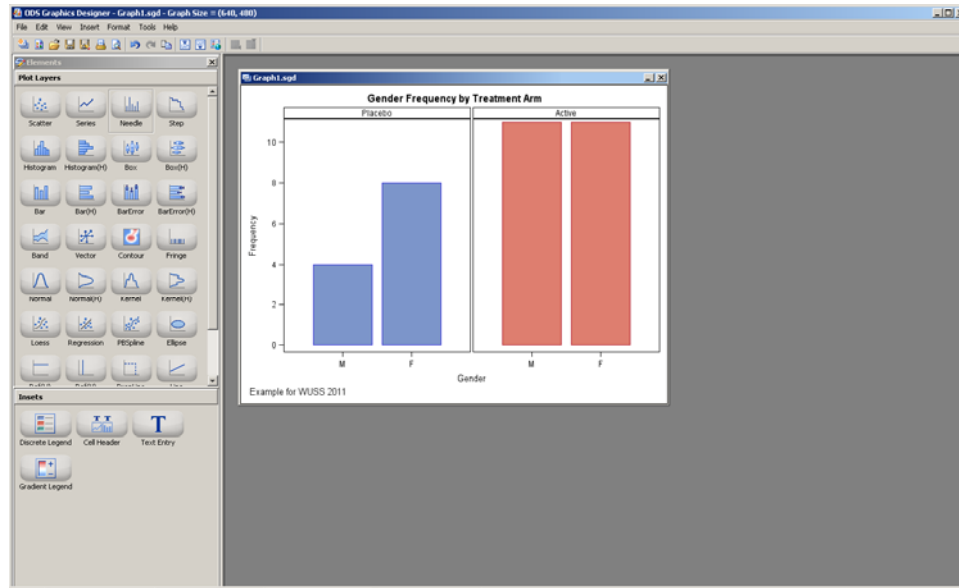 ODS Graphics Designer - Graph1.sgd - Graph Size = (640, 480)
File Edit View Insert Format Tools Help
Elements
Plot Layers
Scatter Series Needle Step
Histogram Histogram(H) Box Box(H)
Bar Bar(H) BarError BarError(H)
Band Vector Contour Fringe
Normal Normal(H) Kernel Kernel(H)
Loess Regression PBSpline Ellipse
Insets
Discrete Legend Cell Header Text Entry
Gradient Legend
Graph1.sgd
Gender Frequency by Treatment Arm
Placebo Active
Frequency
10
8
6
4
2
0
M F M F
Gender
Example for WUSS 2011